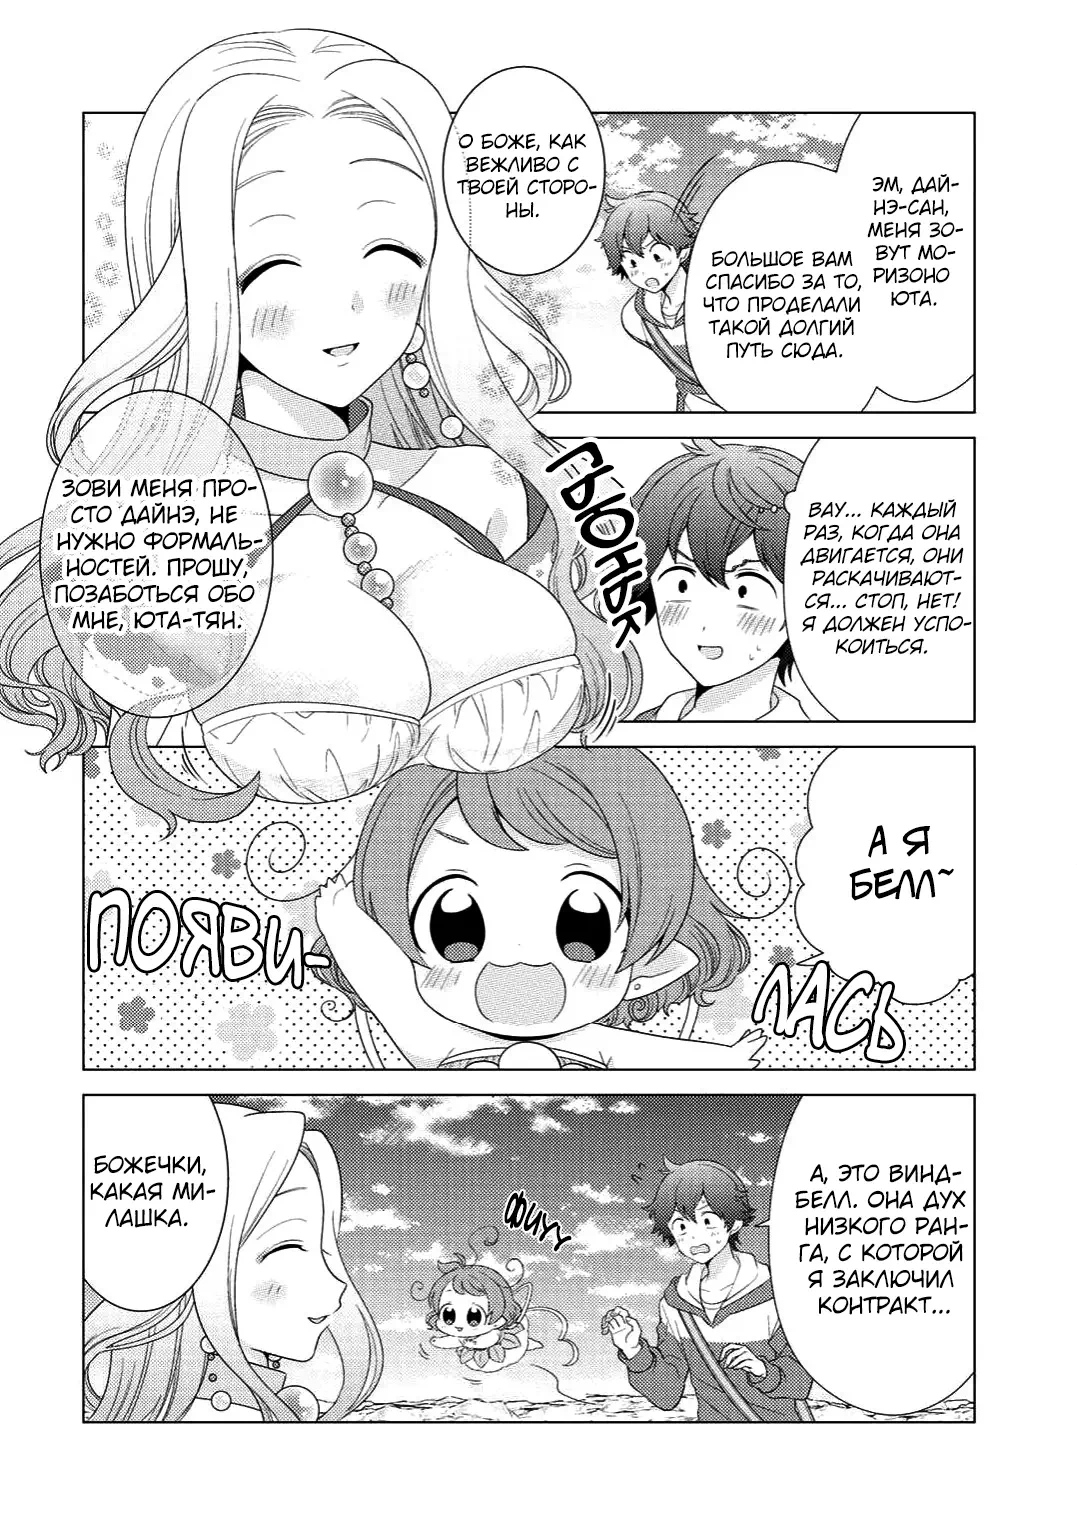 ЭМ, ДАЙ-
НЭ-САН,
МЕНЯ ЗО-
ВУТ МО-
РИЗОНО
ЮТА.
БОЛЬШОЕ ВАМ
СПАСИБО ЗА ТО,
ЧТО ПРОДЕЛАЛИ
ТАКОЙ ДОЛГИЙ
ПУТЬ СЮДА.
О БОЖЕ, КАК
ВЕЖЛИВО С
ТВОЕЙ СТОРО-
НЫ.
ЗОВИ МЕНЯ ПРО-
СТО ДАЙНЭ, НЕ
НУЖНО ФОРМАЛЬ-
НОСТЕЙ. ПРОШУ,
ПОЗАБОТЬСЯ ОБО
МНЕ, ЮТА-ТЯН.
ВАУ... КАЖДЫЙ
РАЗ, КОГДА ОНА
ДВИГАЕТСЯ, ОНИ
РАСКАЧИВАЮТ-
СЯ... СТОП, НЕТ!
Я ДОЛЖЕН УСПО-
КОИТЬСЯ.
БЬЮНЬК
А Я
БЕЛЛ~
ПОЯВИ-
ЛАСЬ
А, ЭТО ВИНД-
БЕЛЛ. ОНА ДУХ
НИЗКОГО РАН-
ГА, С КОТОРОЙ
Я ЗАКЛЮЧИЛ
КОНТРАКТ...
ФИУУ
БОЖЕЧКИ,
КАКАЯ МИ-
ЛАШКА.